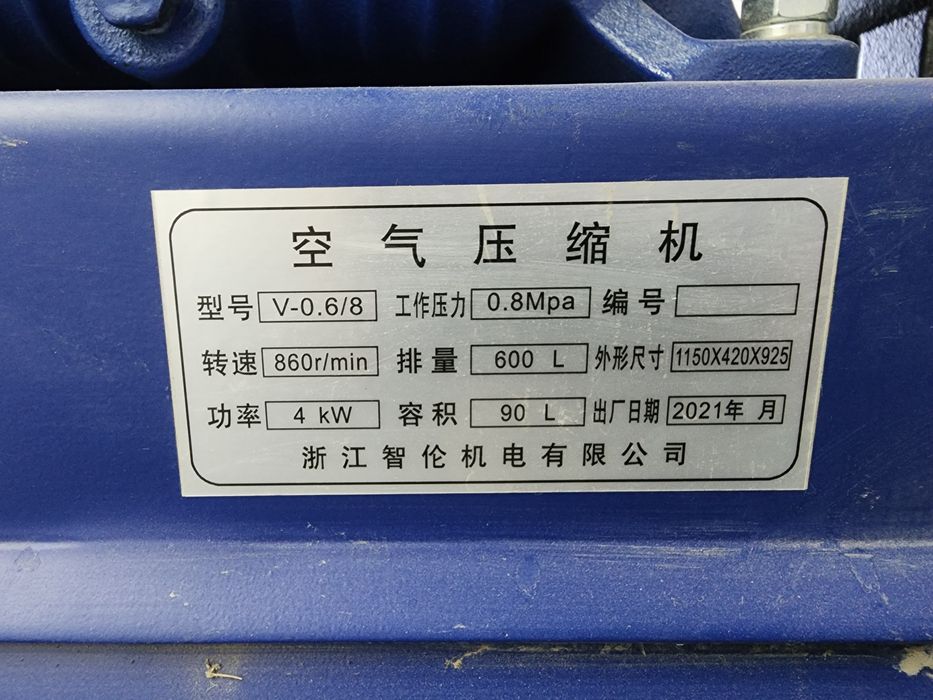 空气压缩机
型号 V-0.6/8 工作压力 0.8Mpa 编号
转速 860r/min 排量 600 L 外形尺寸 1150X420X925
功率 4 kW 容积 90 L 出厂日期 2021年 月
浙江智伦机电有限公司